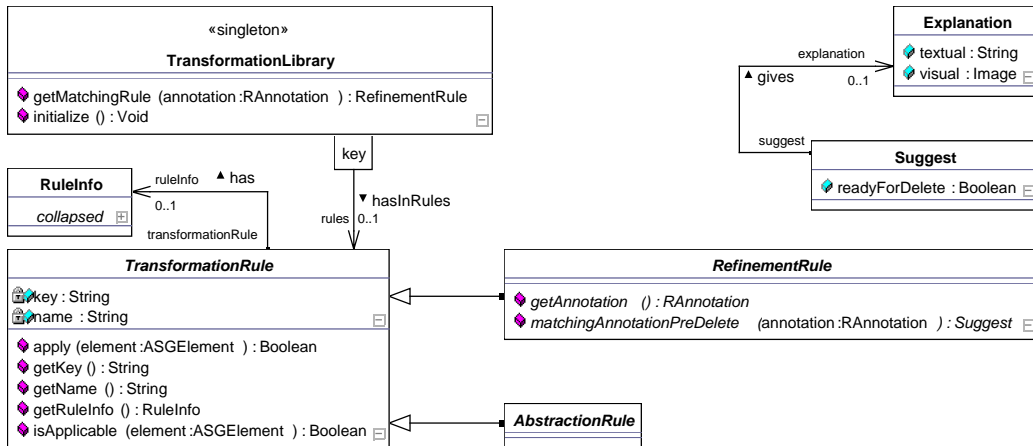 «singleton»
TransformationLibrary
getMatchingRule (annotation :RAnnotation ) : RefinementRule
initialize () : Void
key
Explanation
textual : String
visual : Image
explanation
0..1
gives
suggest
Suggest
readyForDelete : Boolean
RuleInfo
collapsed
ruleInfo
has
0..1
transformationRule
hasInRules
rules 0..1
TransformationRule
key : String
name : String
apply (element :ASGElement ) : Boolean
getKey () : String
getName () : String
getRuleInfo () : RuleInfo
isApplicable (element :ASGElement ) : Boolean
RefinementRule
getAnnotation () : RAnnotation
matchingAnnotationPreDelete (annotation :RAnnotation ) : Suggest
AbstractionRule